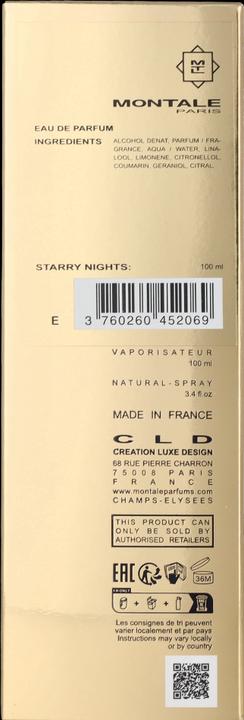 MTL
MONTALE
PARIS
EAU DE PARFUM
INGREDIENTS
ALCOHOL DENAT, PARFUM / FRA-
GRANCE, AQUA / WATER, LINA-
LOOL, LIMONENE, CITRONELLOL,
COUMARIN, GERANIOL, CITRAL.
STARRY NIGHTS:
100 ml
E
3 760260 452069
VAPORISATEUR
100 ml
NATURAL-SPRAY
3.4 fl.oz
MADE IN FRANCE
CLD
CREATION LUXE DESIGN
68 RUE PIERRE CHARRON
75008 PARIS
FRANCE
www.montaleparfums.com
CHAMPS-ELYSEES
THIS PRODUCT CAN
ONLY BE SOLD BY
AUTHORISED RETAILERS
EAC
36M
+ +
Les consignes de tri peuvent
varier localement et par pays
Instructions may vary locally
or by country